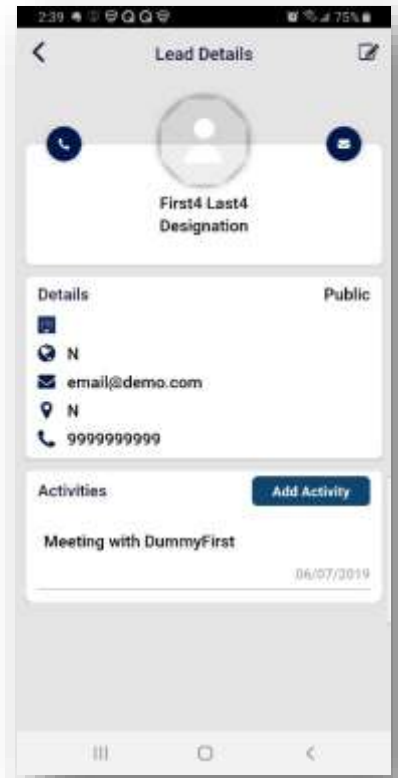 2:39 75%
Lead Details
First4 Last4
Designation
Details Public
N
email@demo.com
N
9999999999
Activities Add Activity
Meeting with DummyFirst
06/07/2019